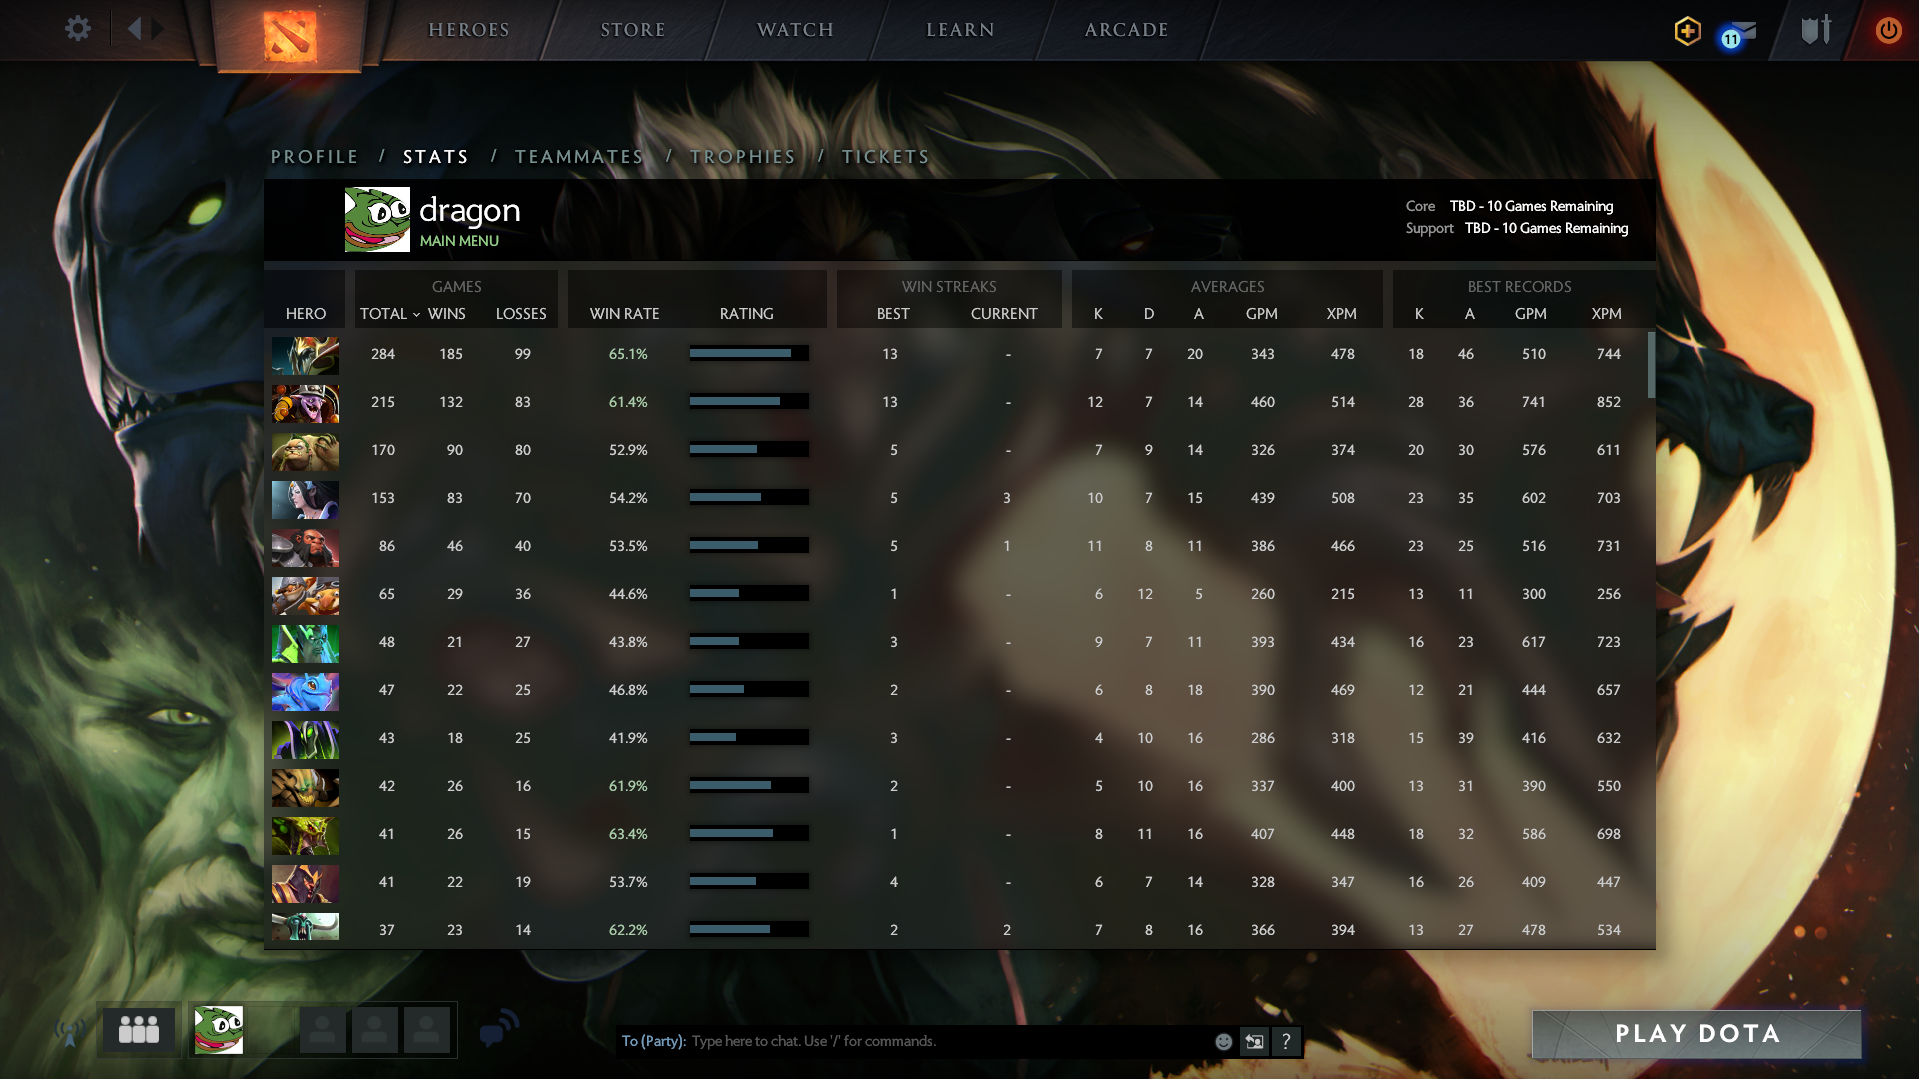 HEROES STORE WATCH LEARN ARCADE
11
PROFILE / STATS / TEAMMATES / TROPHIES / TICKETS
dragon
MAIN MENU
Core TBD - 10 Games Remaining
Support TBD - 10 Games Remaining
GAMES WIN STREAKS AVERAGES BEST RECORDS
HERO TOTAL WINS LOSSES WIN RATE RATING BEST CURRENT K D A GPM XPM K A GPM XPM
284 185 99 65.1% 13 - 7 7 20 343 478 18 46 510 744
215 132 83 61.4% 13 - 12 7 14 460 514 28 36 741 852
170 90 80 52.9% 5 - 7 9 14 326 374 20 30 576 611
153 83 70 54.2% 5 3 10 7 15 439 508 23 35 602 703
86 46 40 53.5% 5 1 11 8 11 386 466 23 25 516 731
65 29 36 44.6% 1 - 6 12 5 260 215 13 11 300 256
48 21 27 43.8% 3 - 9 7 11 393 434 16 23 617 723
47 22 25 46.8% 2 - 6 8 18 390 469 12 21 444 657
43 18 25 41.9% 3 - 4 10 16 286 318 15 39 416 632
42 26 16 61.9% 2 - 5 10 16 337 400 13 31 390 550
41 26 15 63.4% 1 - 8 11 16 407 448 18 32 586 698
41 22 19 53.7% 4 - 6 7 14 328 347 16 26 409 447
37 23 14 62.2% 2 2 7 8 16 366 394 13 27 478 534
To (Party): Type here to chat. Use '/' for commands.
?
PLAY DOTA